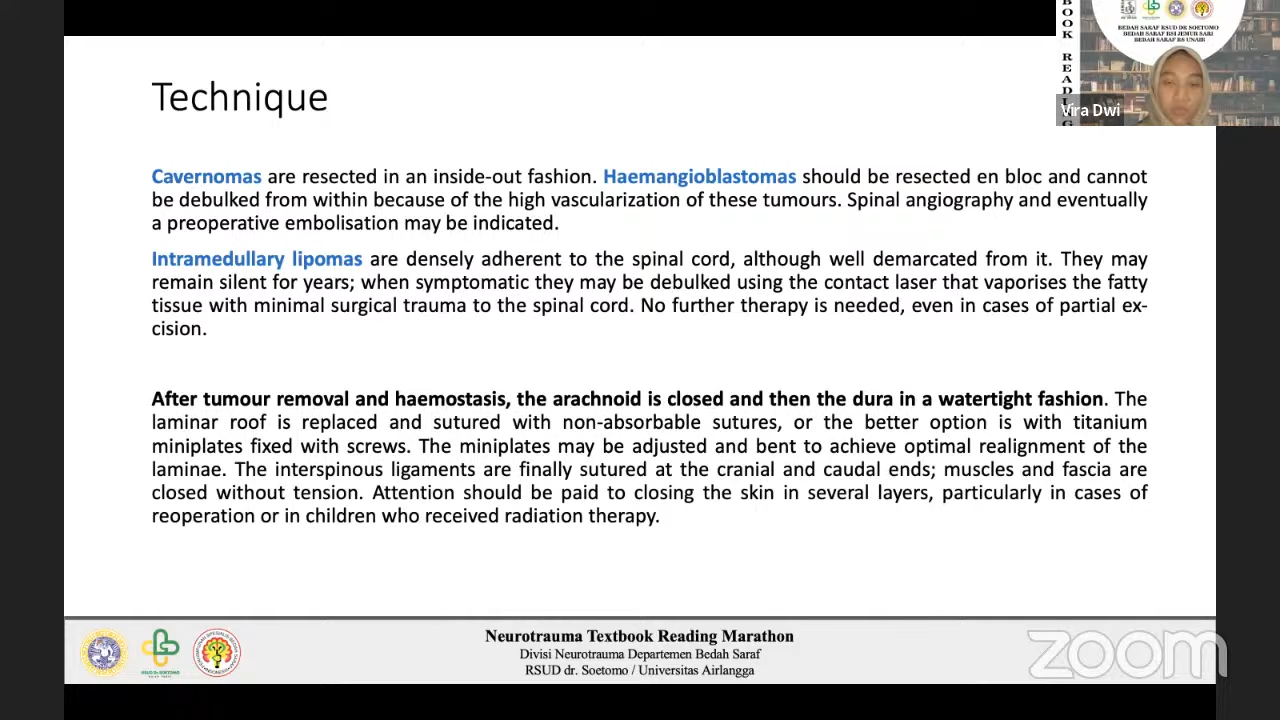 Technique
Cavernomas are resected in an inside-out fashion. Haemangioblastomas should be resected en bloc and cannot
be debulked from within because of the high vascularization of these tumours. Spinal angiography and eventually
a preoperative embolisation may be indicated.
Intramedullary lipomas are densely adherent to the spinal cord, although well demarcated from it. They may
remain silent for years; when symptomatic they may be debulked using the contact laser that vaporises the fatty
tissue with minimal surgical trauma to the spinal cord. No further therapy is needed, even in cases of partial ex-
cision.
After tumour removal and haemostasis, the arachnoid is closed and then the dura in a watertight fashion. The
laminar roof is replaced and sutured with non-absorbable sutures, or the better option is with titanium
miniplates fixed with screws. The miniplates may be adjusted and bent to achieve optimal realignment of the
laminae. The interspinous ligaments are finally sutured at the cranial and caudal ends; muscles and fascia are
closed without tension. Attention should be paid to closing the skin in several layers, particularly in cases of
reoperation or in children who received radiation therapy.
BEDAH SARAF RSUD DR SOETOMO
BEDAH SARAF RSI JEMUR SARI
BEDAH SARAF RS UNAIR
Vira Dwi
Neurotrauma Textbook Reading Marathon
Divisi Neurotrauma Departemen Bedah Saraf
RSUD dr. Soetomo / Universitas Airlangga
zoom